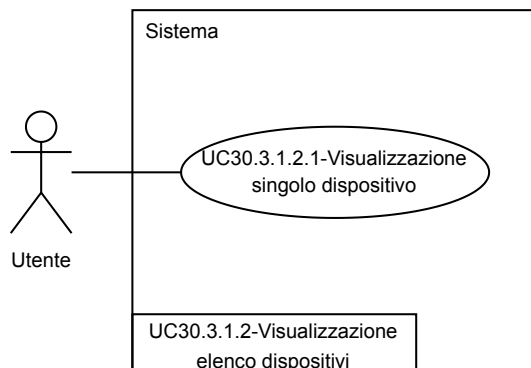 Sistema
UC30.3.1.2.1-Visualizzazione
singolo dispositivo
Utente
UC30.3.1.2-Visualizzazione
elenco dispositivi